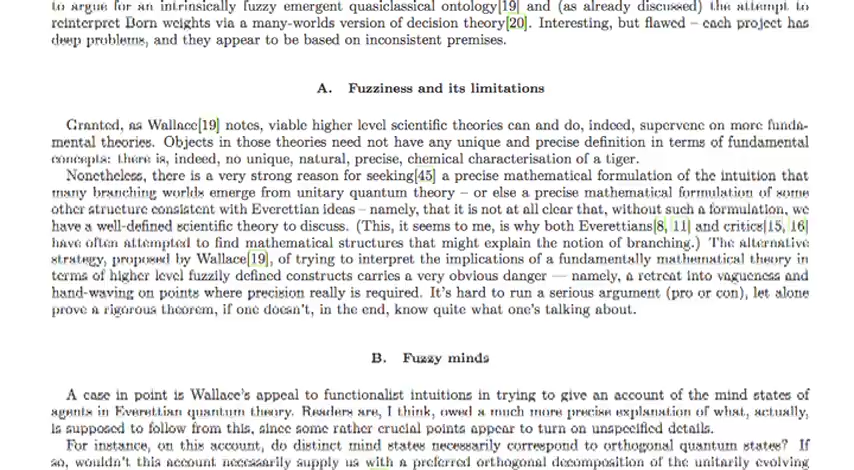 to argue for an intrinsically fuzzy emergent quasiclassical ontology[19] and (as already discussed) the attempt to
reinterpret Born weights via a many-worlds version of decision theory[20]. Interesting, but flawed – each project has
deep problems, and they appear to be based on inconsistent premises.
A. Fuzziness and its limitations
Granted, as Wallace[19] notes, viable higher level scientific theories can and do, indeed, supervene on more funda-
mental theories. Objects in those theories need not have any unique and precise definition in terms of fundamental
concepts: there is, indeed, no unique, natural, precise, chemical characterisation of a tiger.
Nonetheless, there is a very strong reason for seeking[45] a precise mathematical formulation of the intuition that
many branching worlds emerge from unitary quantum theory – or else a precise mathematical formulation of some
other structure consistent with Everettian ideas – namely, that it is not at all clear that, without such a formulation, we
have a well-defined scientific theory to discuss. (This, it seems to me, is why both Everettians[8, 11] and critics[15, 16]
have often attempted to find mathematical structures that might explain the notion of branching.) The alternative
strategy, proposed by Wallace[19], of trying to interpret the implications of a fundamentally mathematical theory in
terms of higher level fuzzily defined constructs carries a very obvious danger — namely, a retreat into vagueness and
hand-waving on points where precision really is required. It's hard to run a serious argument (pro or con), let alone
prove a rigorous theorem, if one doesn't, in the end, know quite what one's talking about.
B. Fuzzy minds
A case in point is Wallace's appeal to functionalist intuitions in trying to give an account of the mind states of
agents in Everettian quantum theory. Readers are, I think, owed a much more precise explanation of what, actually,
is supposed to follow from this, since some rather crucial points appear to turn on unspecified details.
For instance, on this account, do distinct mind states necessarily correspond to orthogonal quantum states? If
so, wouldn't this account necessarily supply us with a preferred orthogonal decomposition of the unitarily evolving